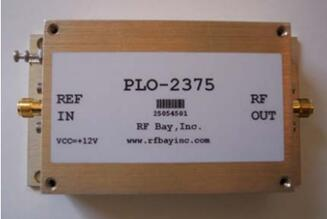 PLO-2375
REF
IN
25054501
RF
OUT
RF Bay,Inc.
VCC=+12V
www.rfbayinc.com